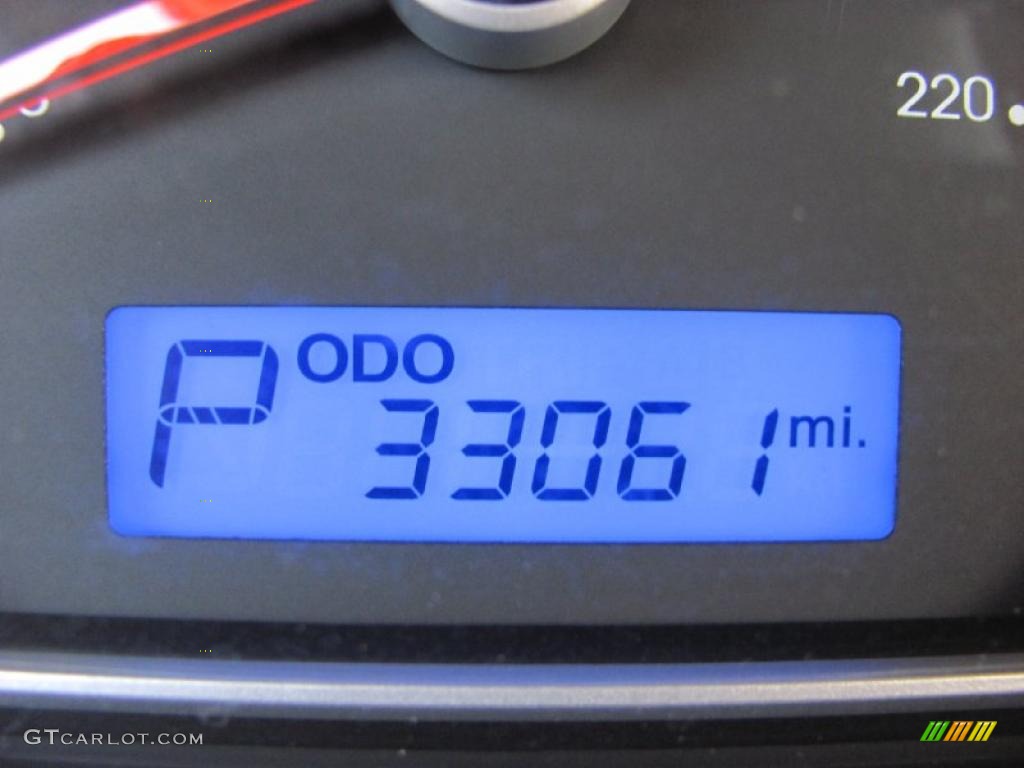 220
P ODO
33061 mi.
GTCARLOT.COM